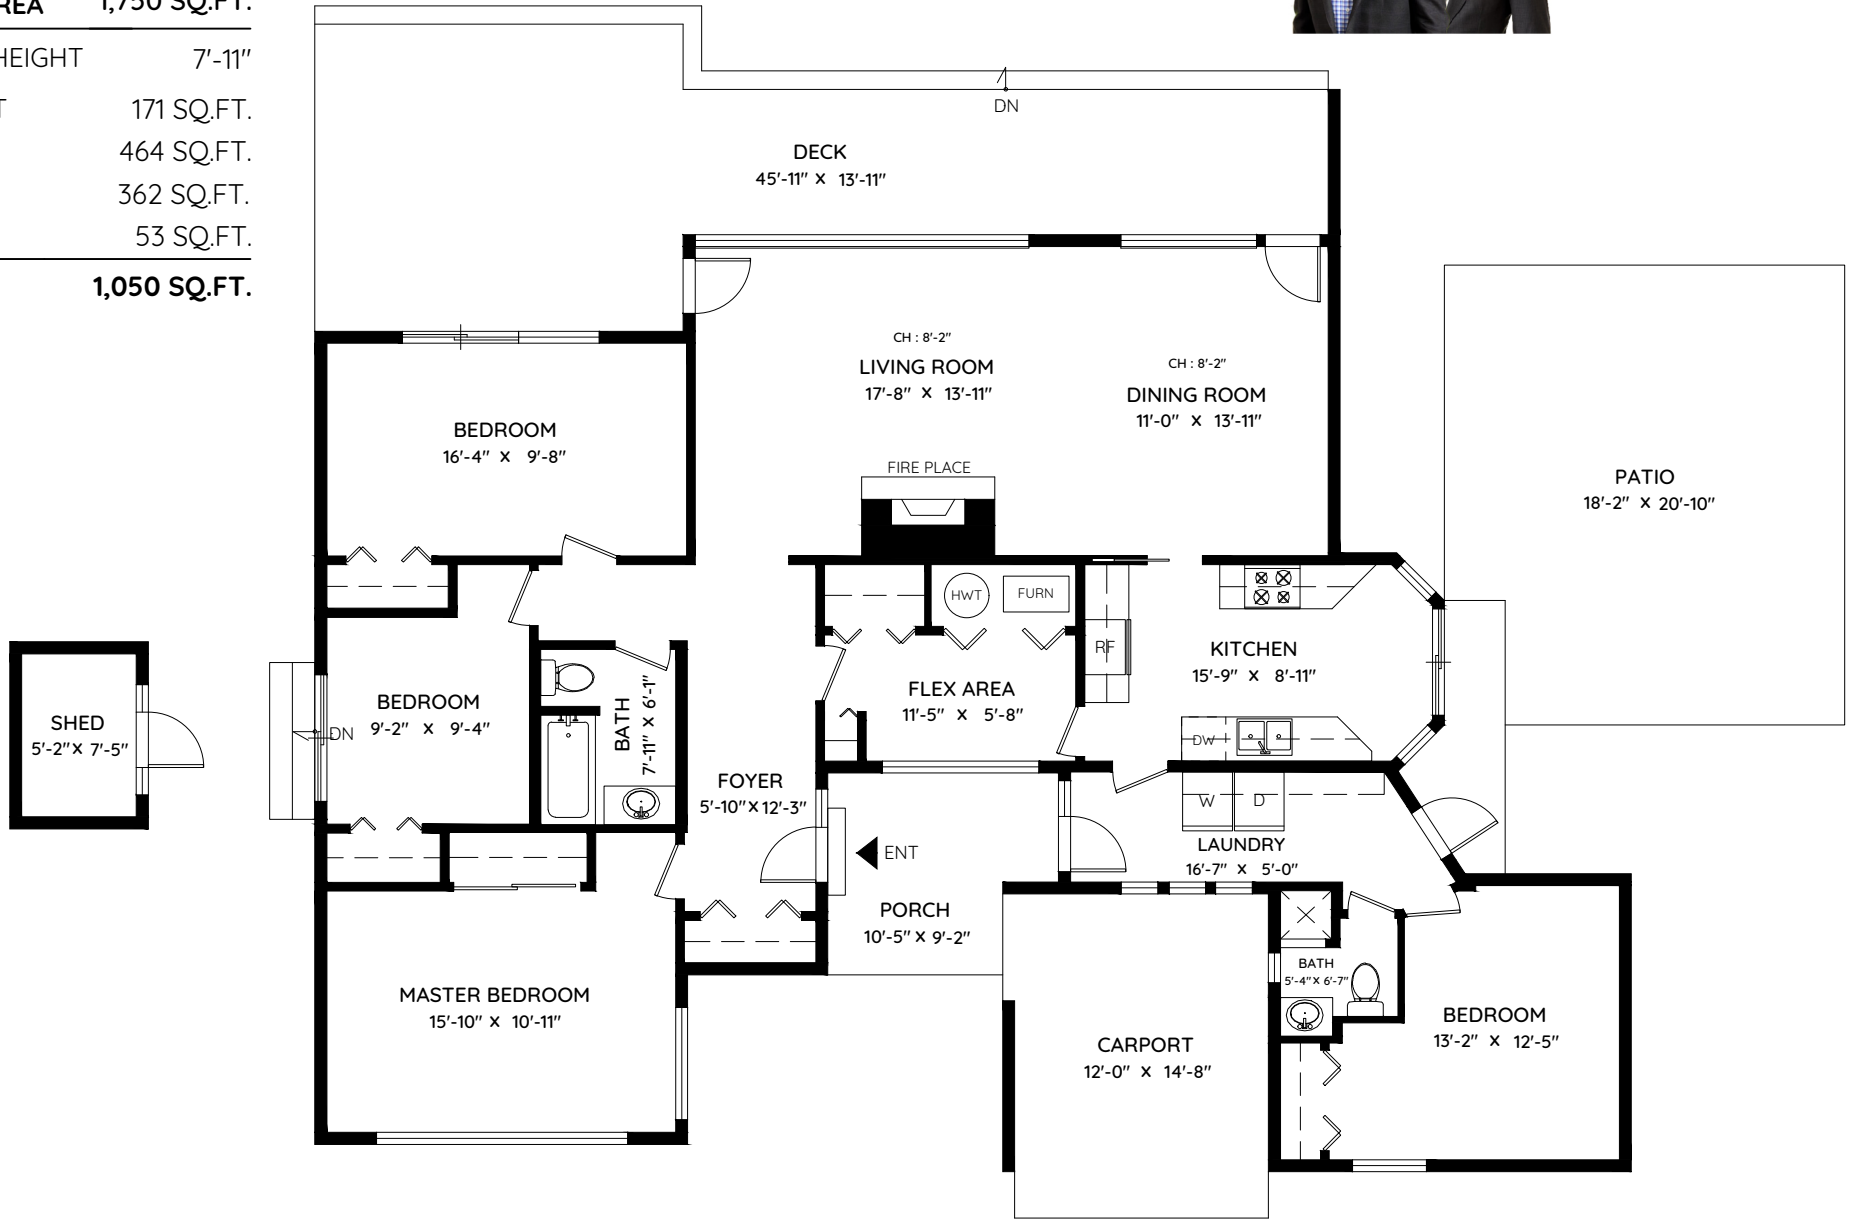 1,750 SQ.FT.
HEIGHT 7'-11"
171 SQ.FT.
464 SQ.FT.
362 SQ.FT.
53 SQ.FT.
1,050 SQ.FT.
DN
DECK
45'-11" X 13'-11"
CH : 8'-2"
LIVING ROOM
17'-8" X 13'-11"
CH : 8'-2"
DINING ROOM
11'-0" X 13'-11"
BEDROOM
16'-4" X 9'-8"
FIRE PLACE
PATIO
18'-2" X 20'-10"
HWT
FURN
RF
KITCHEN
15'-9" X 8'-11"
FLEX AREA
11'-5" X 5'-8"
BEDROOM
9'-2" X 9'-4"
DN
BATH
7'-11" X 6'-1"
SHED
5'-2" X 7'-5"
DW
FOYER
5'-10" X 12'-3"
W
D
LAUNDRY
16'-7" X 5'-0"
ENT
PORCH
10'-5" X 9'-2"
BATH
5'-4" X 6'-7"
MASTER BEDROOM
15'-10" X 10'-11"
BEDROOM
13'-2" X 12'-5"
CARPORT
12'-0" X 14'-8"